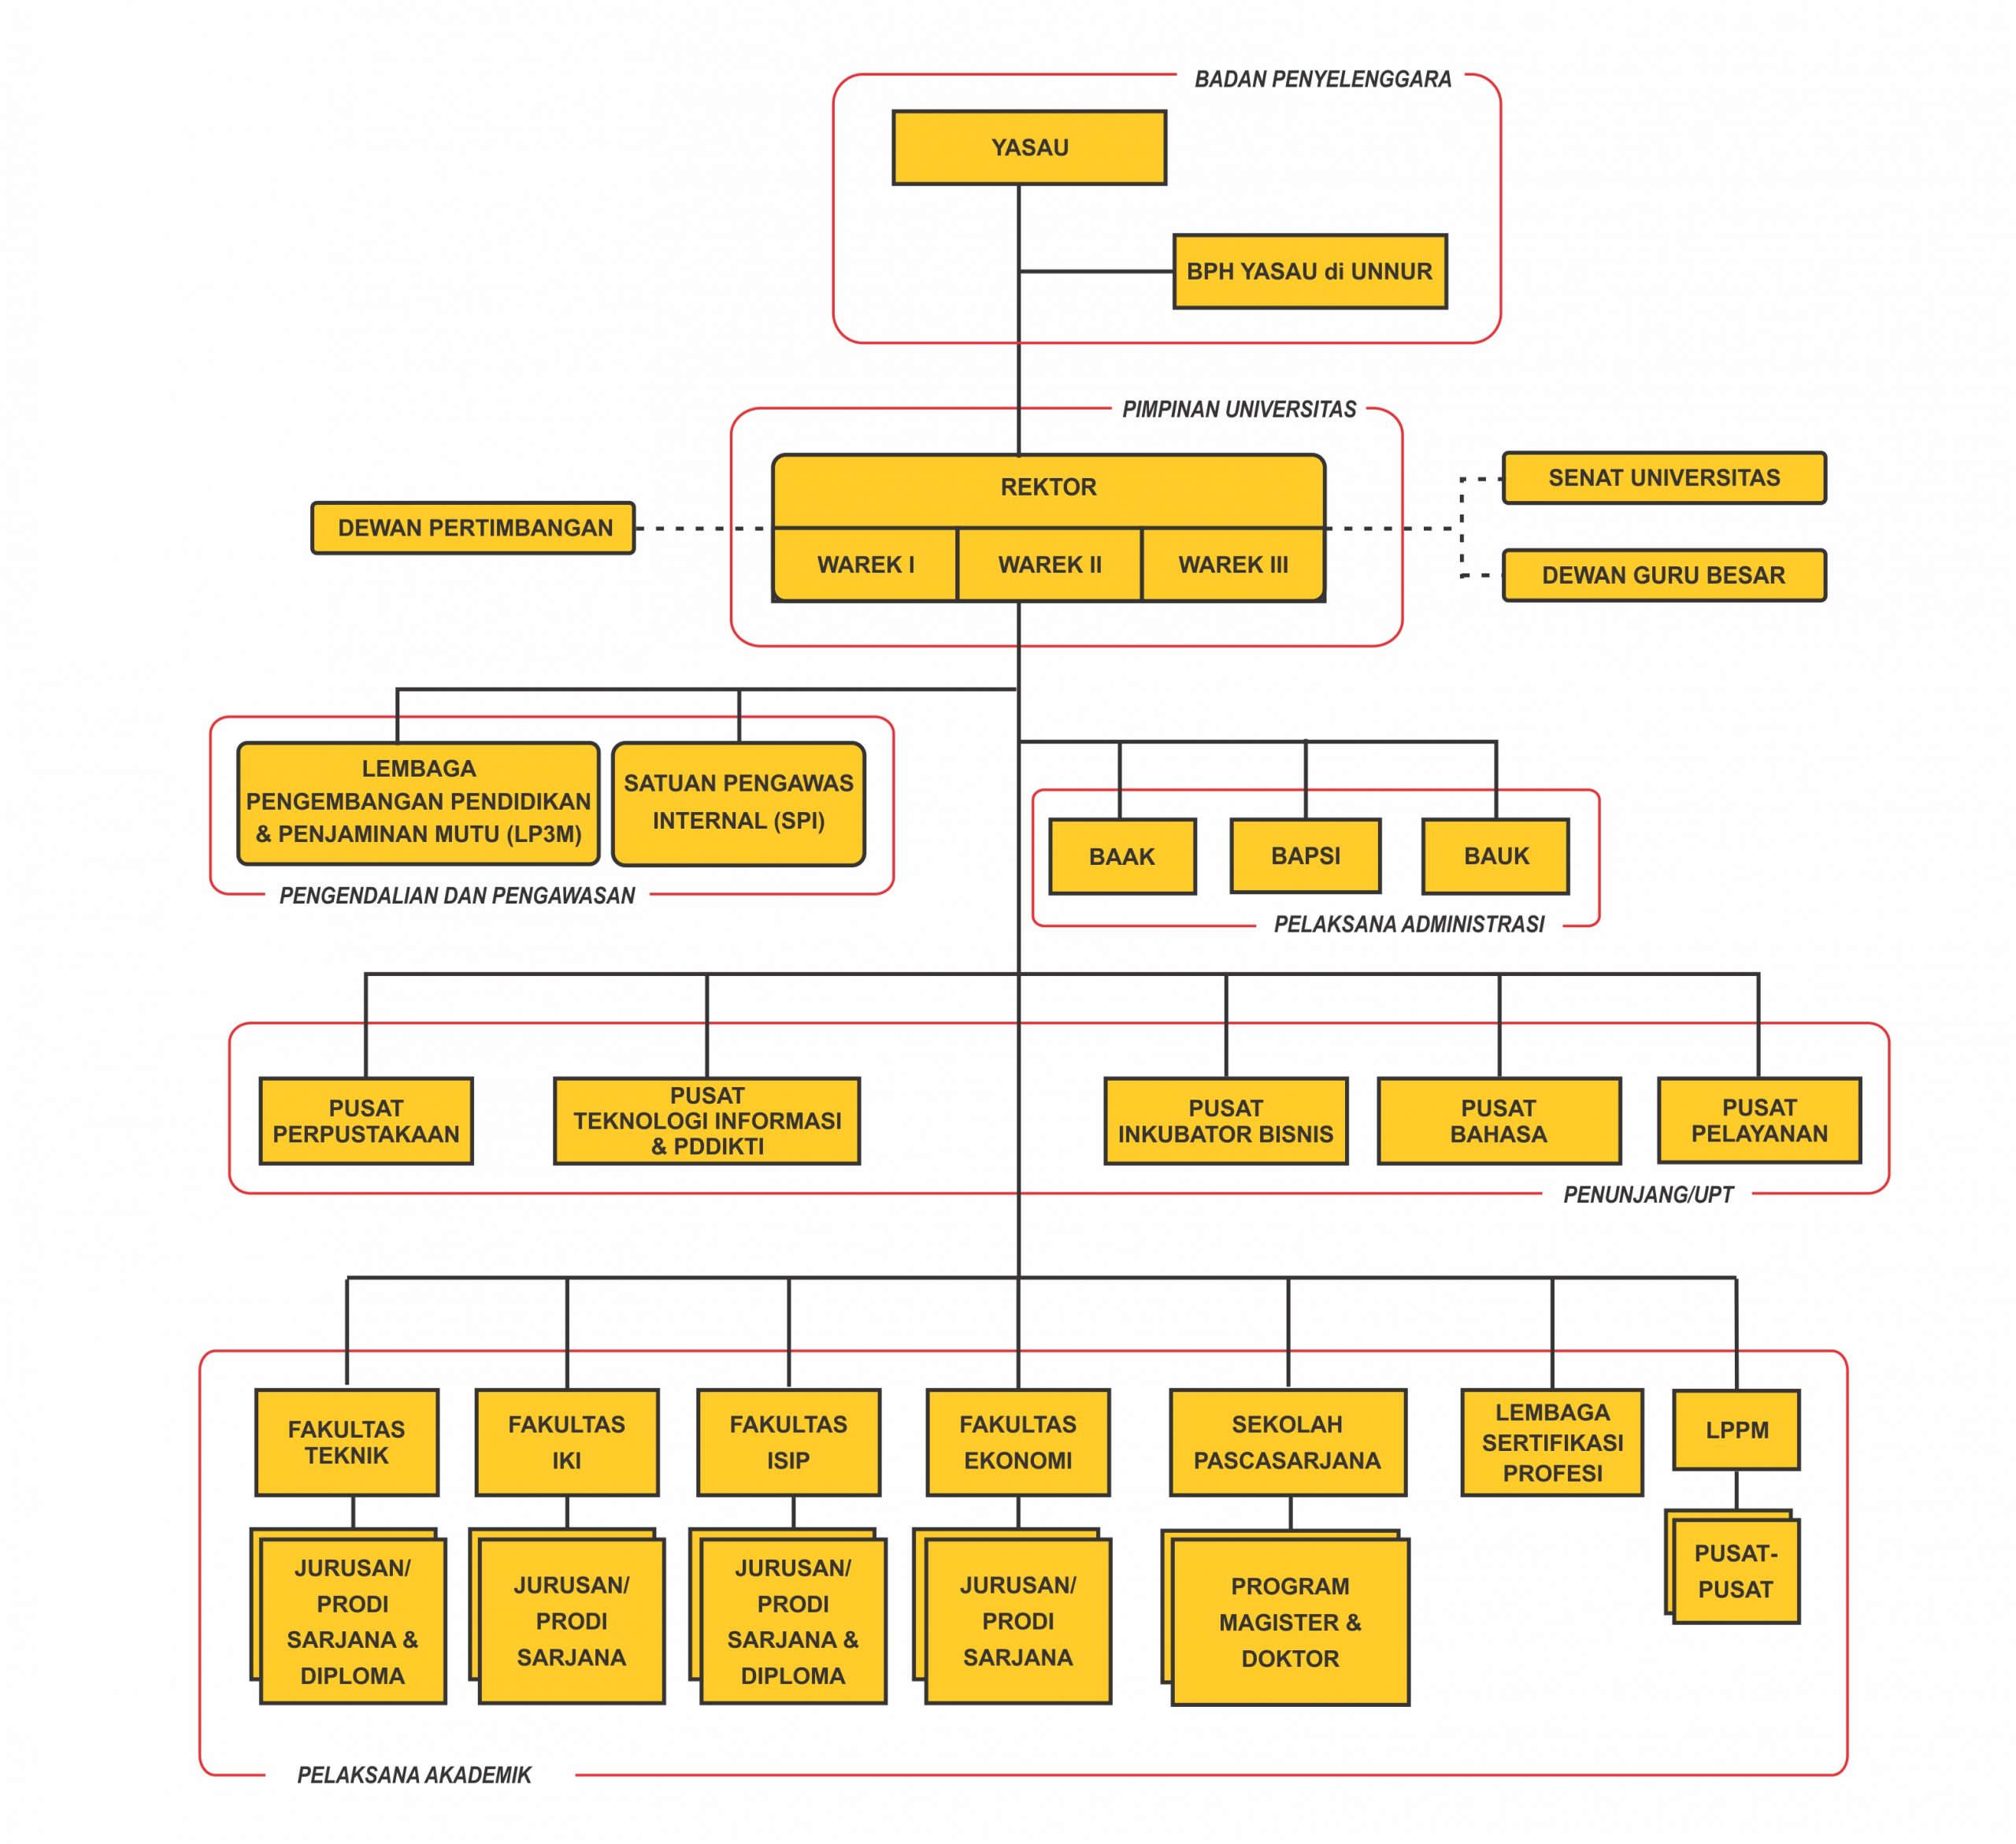 BADAN PENYELENGGARA
YASAU
BPH YASAU di UNNUR
PIMPINAN UNIVERSITAS
REKTOR
WAREK I
WAREK II
WAREK III
DEWAN PERTIMBANGAN
SENAT UNIVERSITAS
DEWAN GURU BESAR
LEMBAGA
PENGEMBANGAN PENDIDIKAN
& PENJAMINAN MUTU (LP3M)
SATUAN PENGAWAS
INTERNAL (SPI)
PENGENDALIAN DAN PENGAWASAN
BAAK
BAPSI
BAUK
PELAKSANA ADMINISTRASI
PUSAT
PERPUSTAKAAN
PUSAT
TEKNOLOGI INFORMASI
& PDDIKTI
PUSAT
INKUBATOR BISNIS
PUSAT
BAHASA
PUSAT
PELAYANAN
PENUNJANG/UPT
FAKULTAS
TEKNIK
FAKULTAS
IKI
FAKULTAS
ISIP
FAKULTAS
EKONOMI
SEKOLAH
PASCASARJANA
LEMBAGA
SERTIFIKASI
PROFESI
LPPM
JURUSAN/
PRODI
SARJANA &
DIPLOMA
JURUSAN/
PRODI
SARJANA
JURUSAN/
PRODI
SARJANA &
DIPLOMA
JURUSAN/
PRODI
SARJANA
PROGRAM
MAGISTER &
DOKTOR
PUSAT-
PUSAT
PELAKSANA AKADEMIK